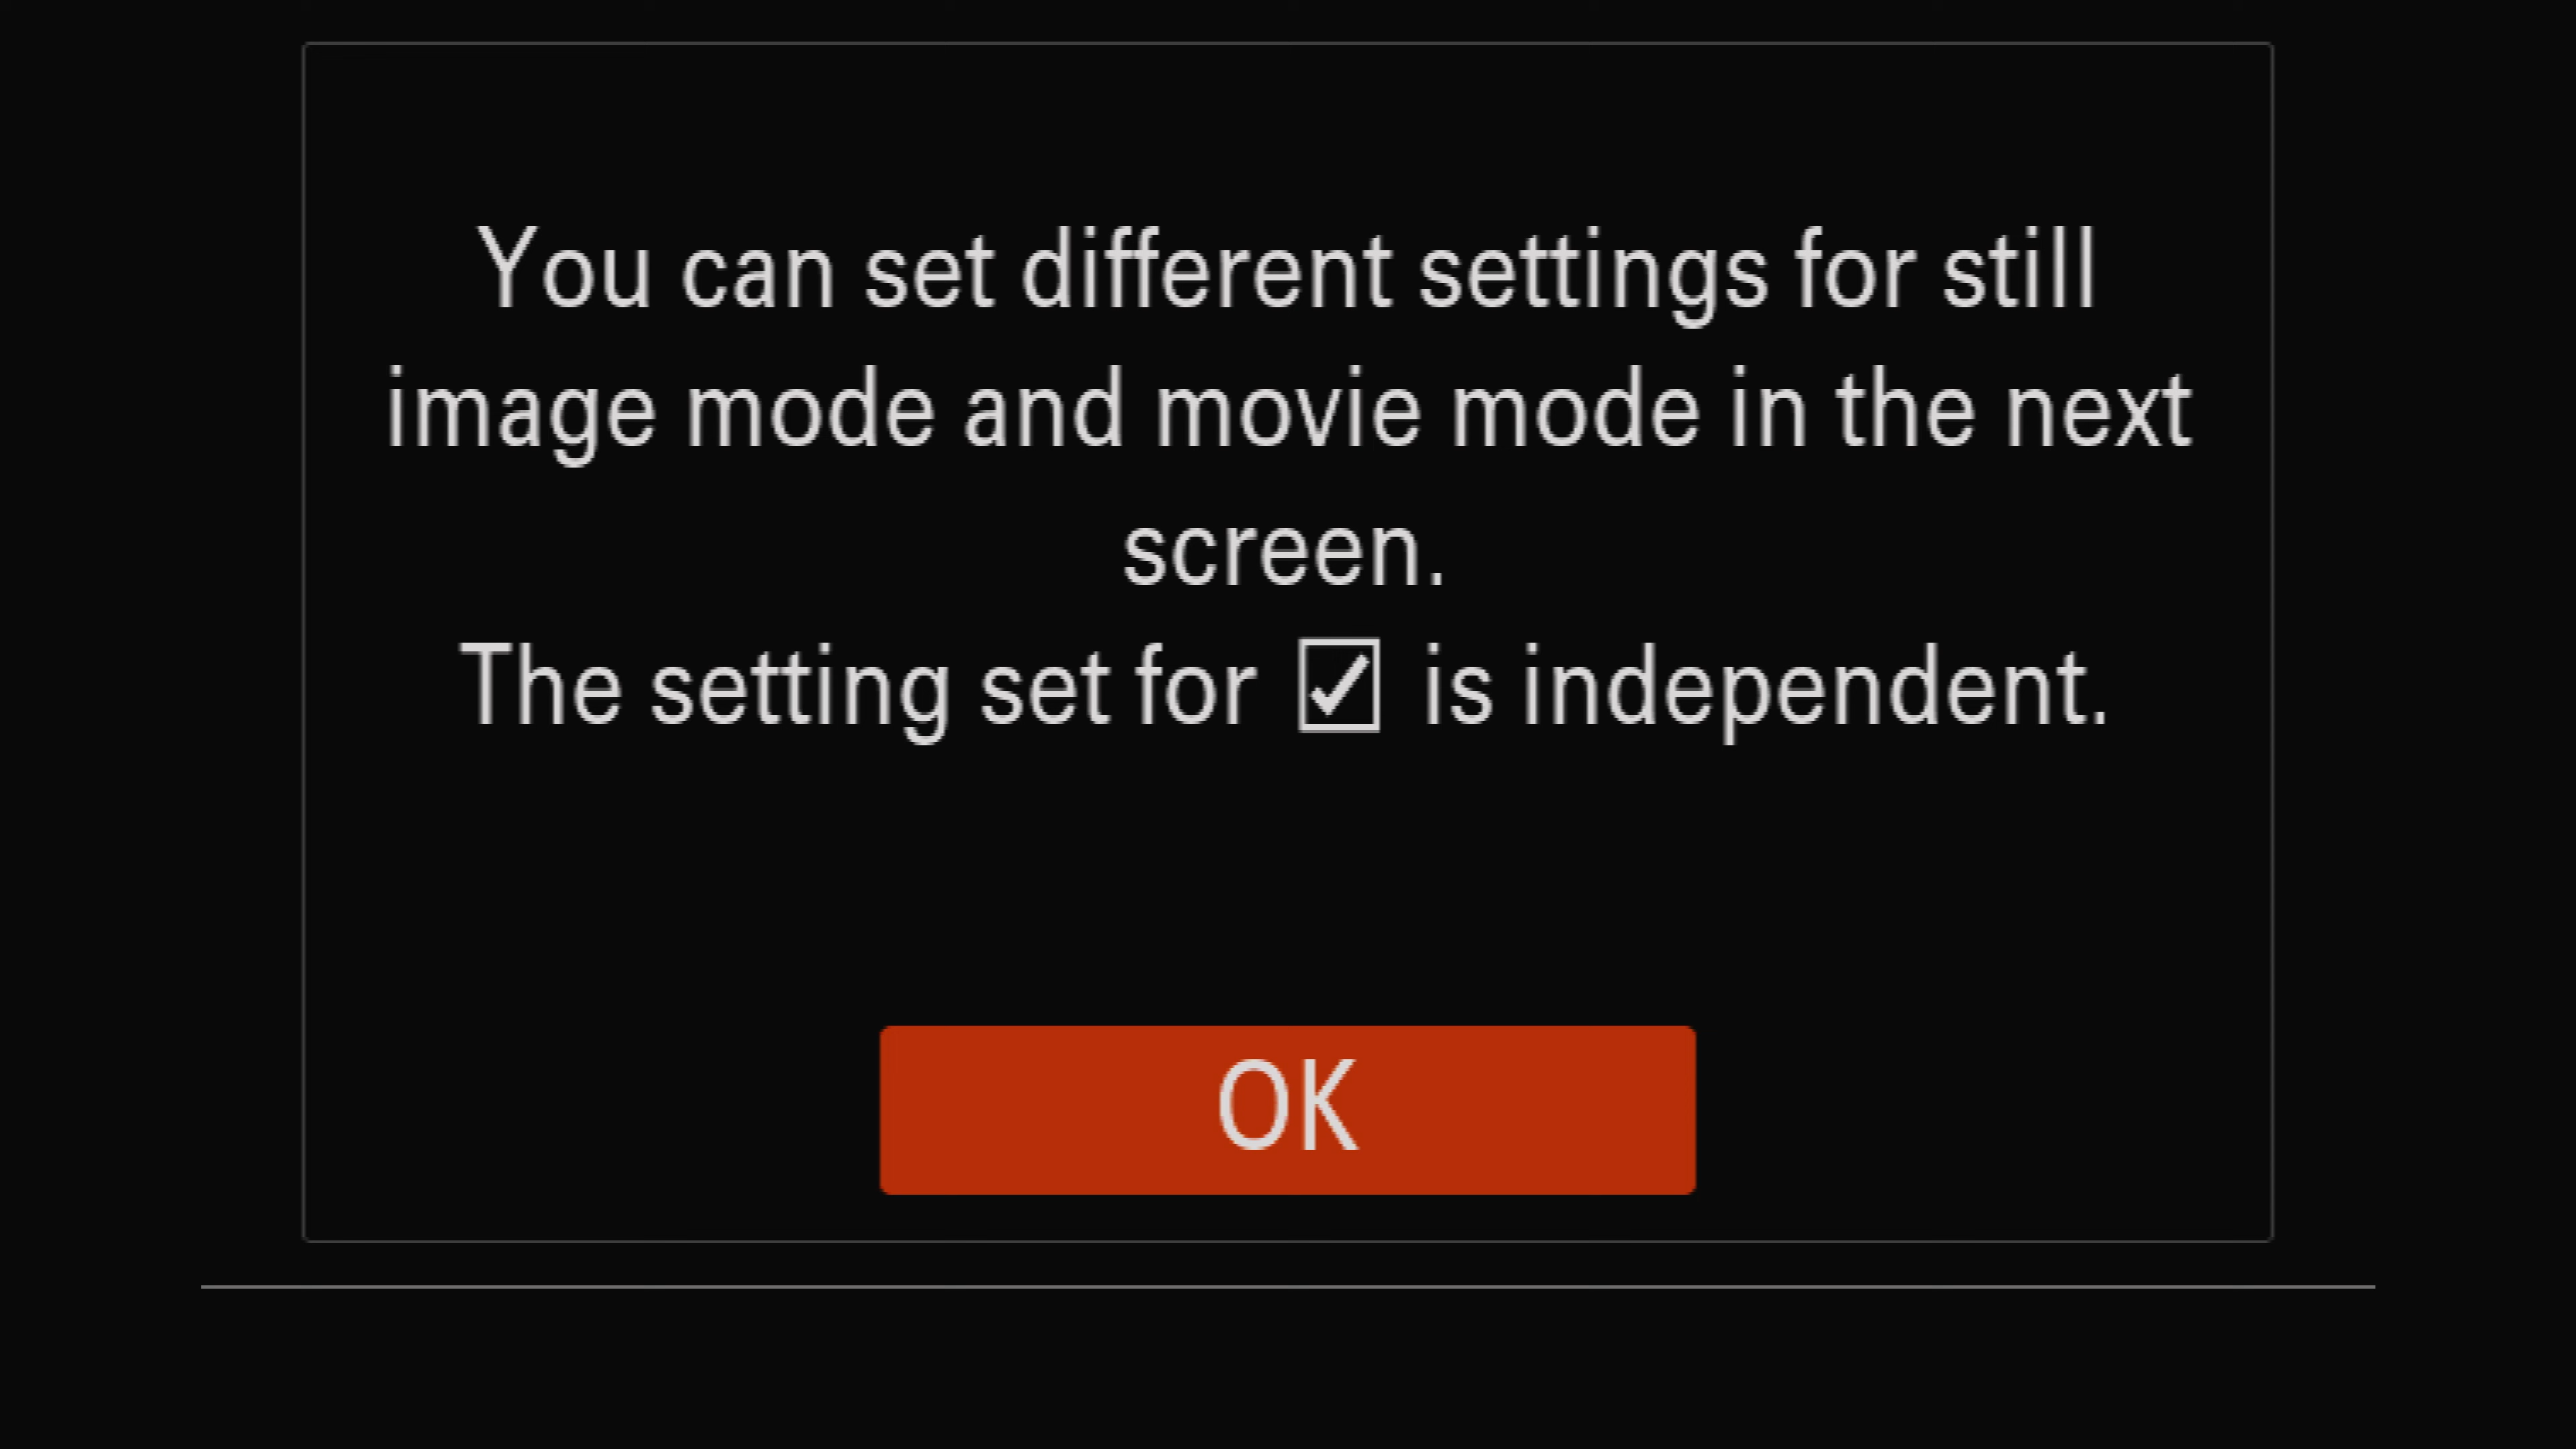 You can set different settings for still
image mode and movie mode in the next
screen.
The setting set for ☑ is independent.
OK